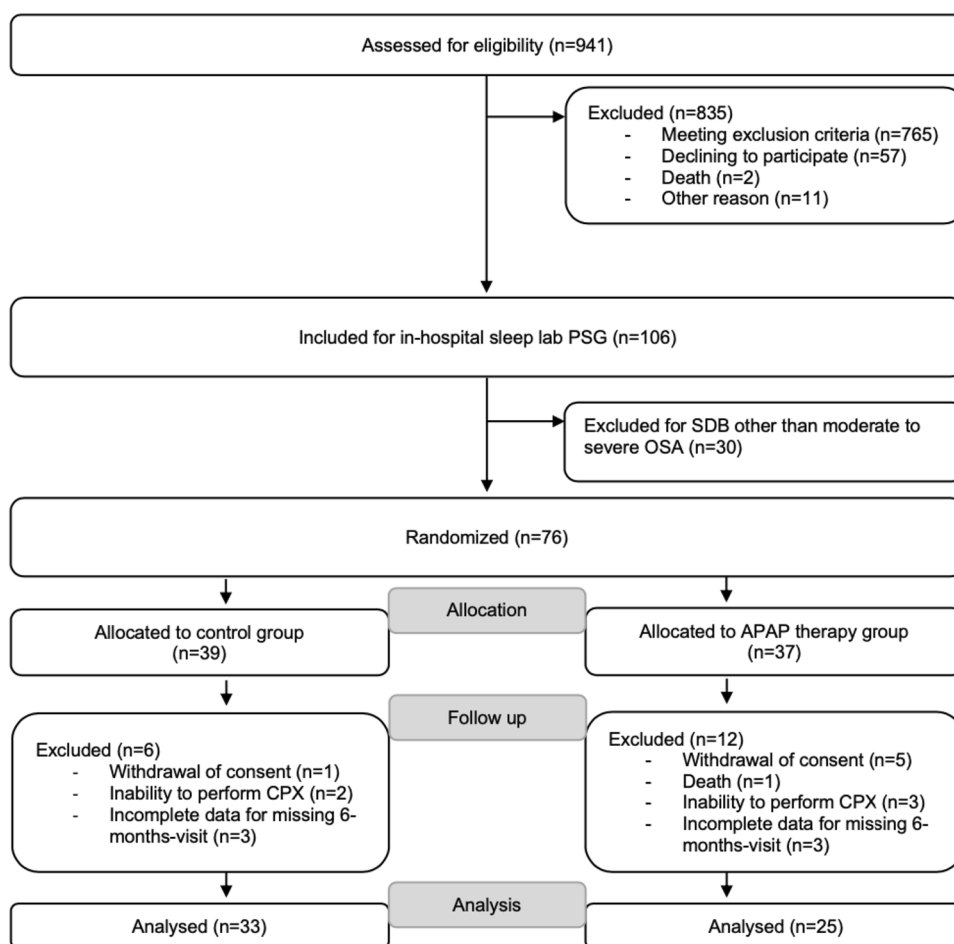 Assessed for eligibility (n=941)
Excluded (n=835)
- Meeting exclusion criteria (n=765)
- Declining to participate (n=57)
- Death (n=2)
- Other reason (n=11)
Included for in-hospital sleep lab PSG (n=106)
Excluded for SDB other than moderate to
severe OSA (n=30)
Randomized (n=76)
Allocation
Allocated to control group
(n=39)
Allocated to APAP therapy group
(n=37)
Follow up
Excluded (n=6)
- Withdrawal of consent (n=1)
- Inability to perform CPX (n=2)
- Incomplete data for missing 6-
months-visit (n=3)
Excluded (n=12)
- Withdrawal of consent (n=5)
- Death (n=1)
- Inability to perform CPX (n=3)
- Incomplete data for missing 6-
months-visit (n=3)
Analysis
Analysed (n=33)
Analysed (n=25)